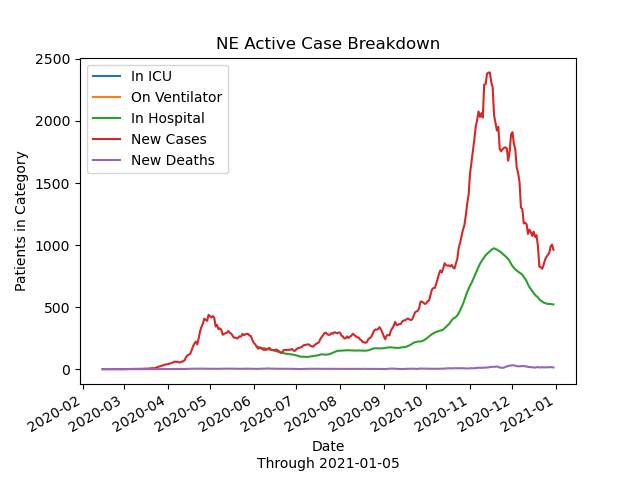 NE Active Case Breakdown
2500
2000
1500
1000
500
0
Patients in Category
In ICU
On Ventilator
In Hospital
New Cases
New Deaths
2020-02
2020-03
2020-04
2020-05
2020-06
2020-07
2020-08
2020-09
2020-10
2020-11
2020-12
2021-01
Date
Through 2021-01-05